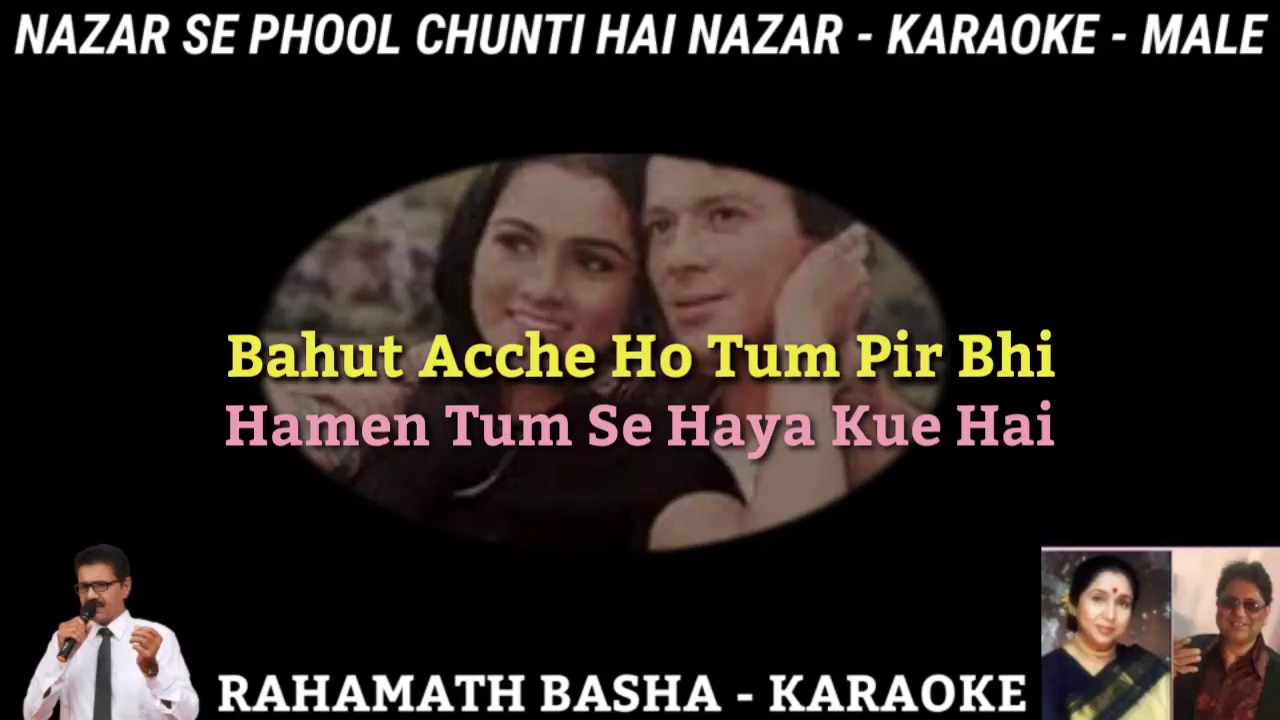 NAZAR SE PHOOL CHUNTI HAI NAZAR - KARAOKE - MALE
Bahut Acche Ho Tum Pir Bhi
Hamen Tum Se Haya Kue Hai
RAHAMATH BASHA - KARAOKE